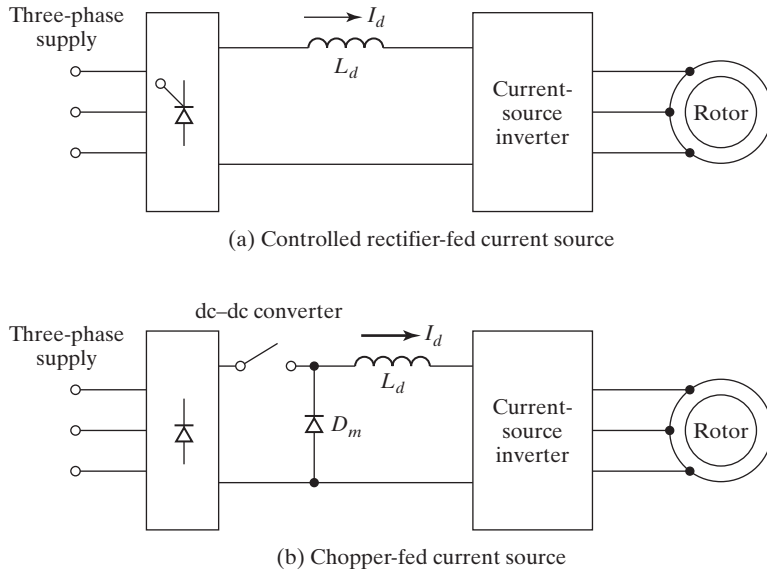 Three-phase
supply
I_d
L_d
Current-
source
inverter
Rotor
(a) Controlled rectifier-fed current source
dc–dc converter
Three-phase
supply
I_d
L_d
D_m
Current-
source
inverter
Rotor
(b) Chopper-fed current source